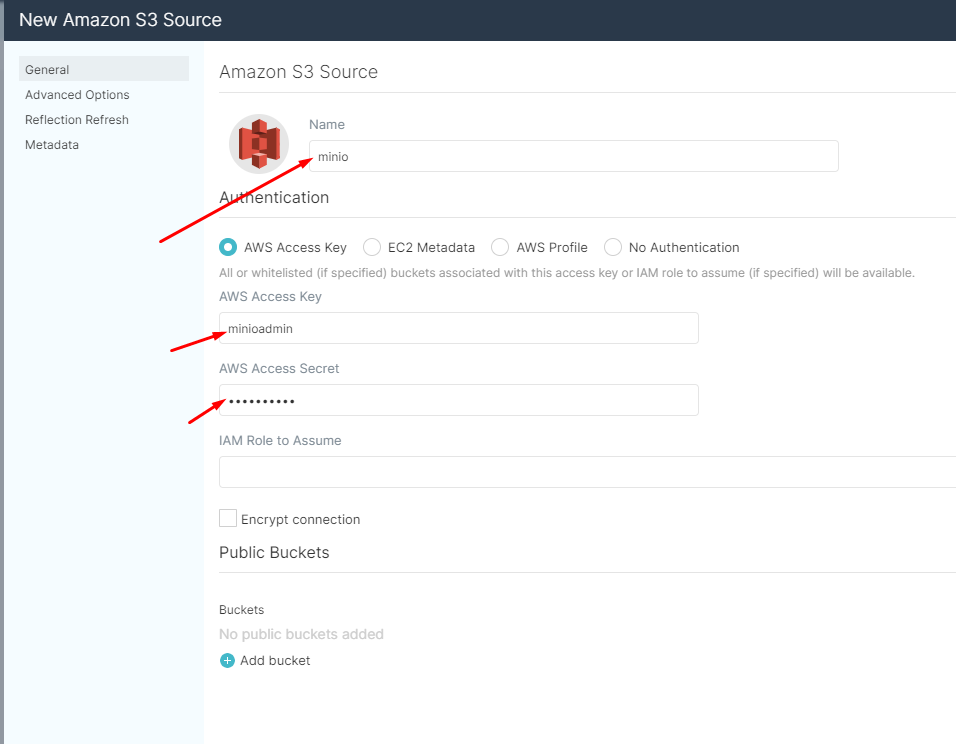 New Amazon S3 Source
General
Advanced Options
Reflection Refresh
Metadata
Amazon S3 Source
Name
minio
Authentication
AWS Access Key EC2 Metadata AWS Profile No Authentication
All or whitelisted (if specified) buckets associated with this access key or IAM role to assume (if specified) will be available.
AWS Access Key
minioadmin
AWS Access Secret
••••••••••
IAM Role to Assume
Encrypt connection
Public Buckets
Buckets
No public buckets added
Add bucket